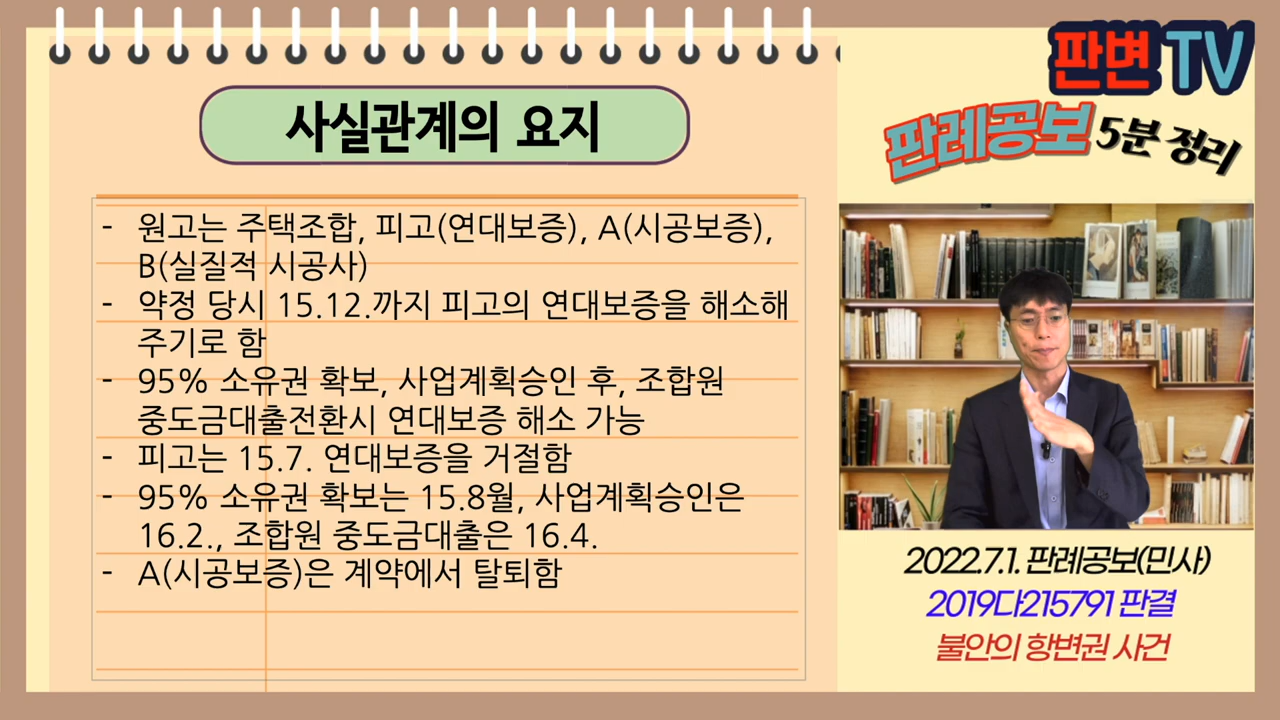 사실관계의 요지
- 원고는 주택조합, 피고(연대보증), A(시공보증),
B(실질적 시공사)
- 약정 당시 15.12.까지 피고의 연대보증을 해소해
주기로 함
- 95% 소유권 확보, 사업계획승인 후, 조합원
중도금대출전환시 연대보증 해소 가능
- 피고는 15.7. 연대보증을 거절함
- 95% 소유권 확보는 15.8월, 사업계획승인은
16.2., 조합원 중도금대출은 16.4.
- A(시공보증)은 계약에서 탈퇴함
판변 TV
판례공보 5분 정리
2022.7.1. 판례공보(민사)
2019다215791 판결
불안의 항변권 사건